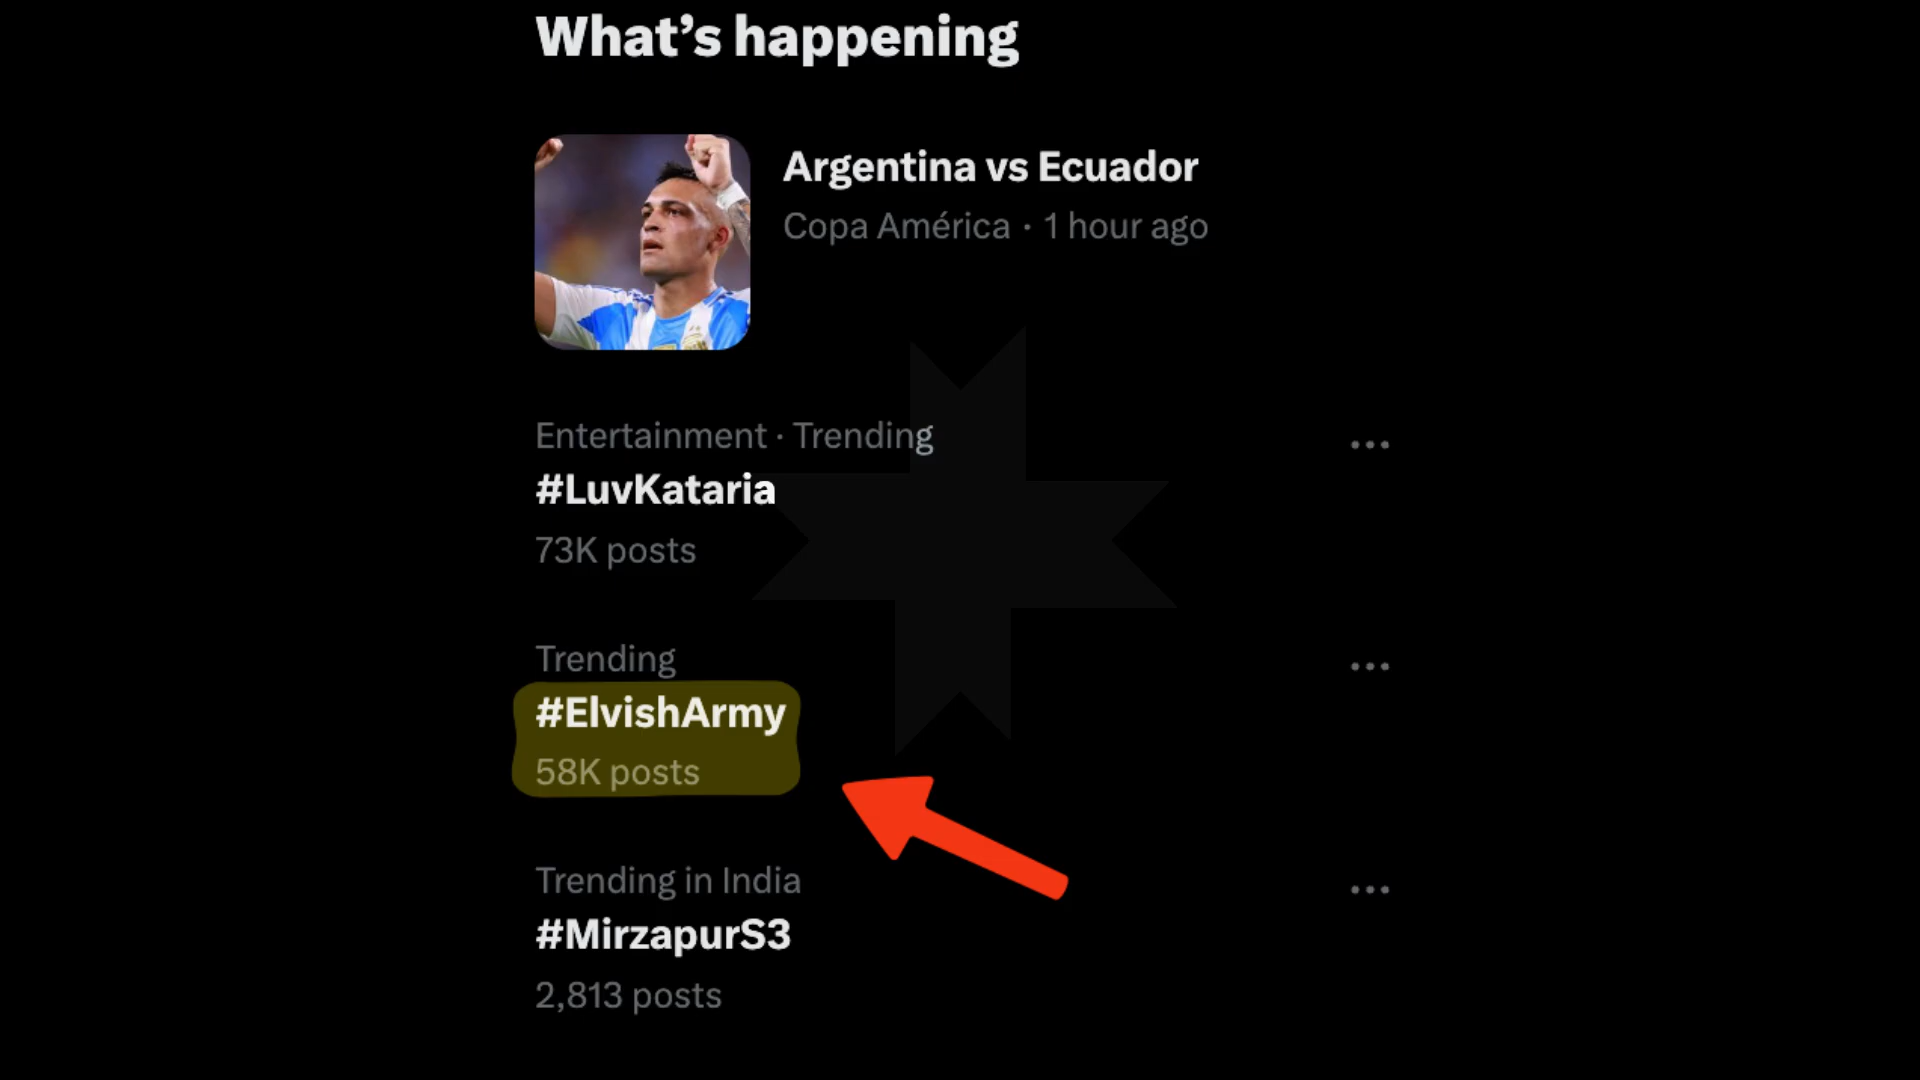 What’s happening
Argentina vs Ecuador
Copa América · 1 hour ago
Entertainment · Trending
#LuvKataria
73K posts
Trending
#ElvishArmy
58K posts
Trending in India
#MirzapurS3
2,813 posts